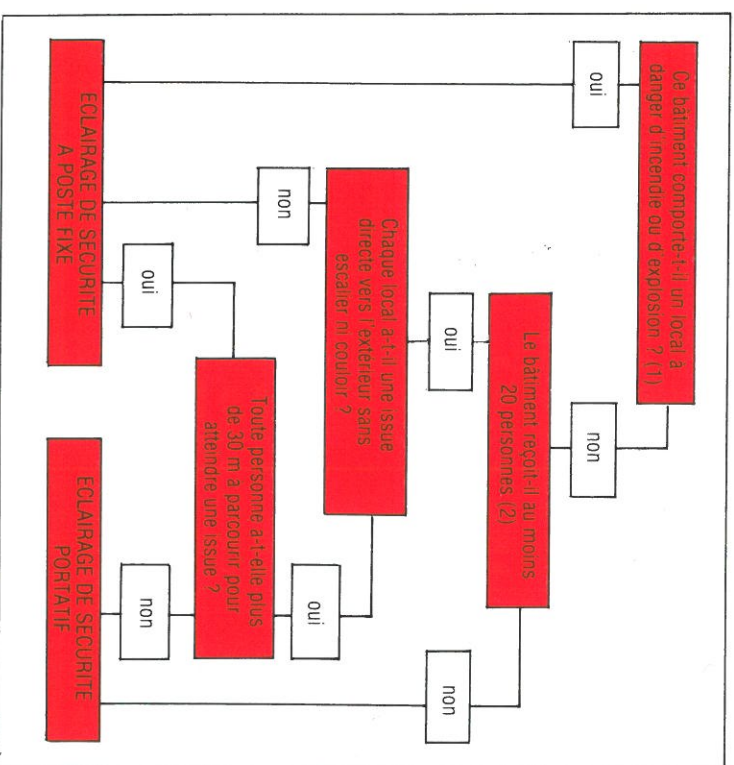 Ce bâtiment comporte-t-il un local à
danger d'incendie ou d'explosion ? (1)
oui
non
Le bâtiment reçoit-il au moins
20 personnes (2)
oui
non
Chaque local a-t-il une issue
directe vers l'extérieur sans
escalier ni couloir ?
non
oui
Toute personne a-t-elle plus
de 30 m à parcourir pour
atteindre une issue ?
oui
non
ECLAIRAGE DE SECURITE
A POSTE FIXE
ECLAIRAGE DE SECURITE
PORTATIF